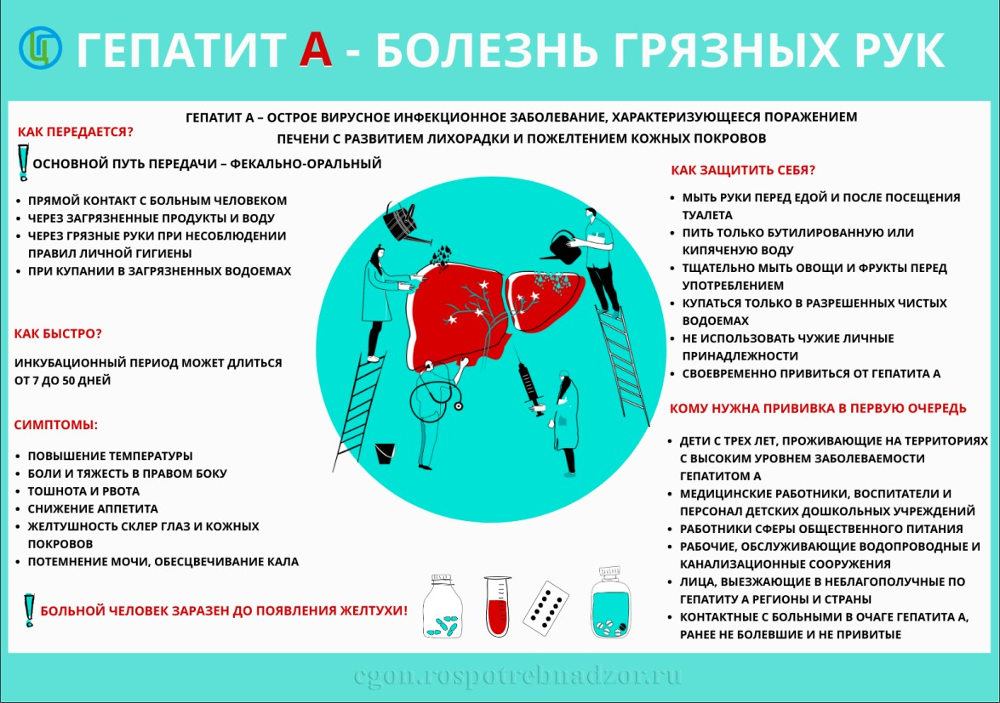 ГЕПАТИТ А - БОЛЕЗНЬ ГРЯЗНЫХ РУК
ГЕПАТИТ А – ОСТРОЕ ВИРУСНОЕ ИНФЕКЦИОННОЕ ЗАБОЛЕВАНИЕ, ХАРАКТЕРИЗУЮЩЕЕСЯ ПОРАЖЕНИЕМ
ПЕЧЕНИ С РАЗВИТИЕМ ЛИХОРАДКИ И ПОЖЕЛТЕНИЕМ КОЖНЫХ ПОКРОВОВ
КАК ПЕРЕДАЕТСЯ?
! ОСНОВНОЙ ПУТЬ ПЕРЕДАЧИ – ФЕКАЛЬНО-ОРАЛЬНЫЙ
• ПРЯМОЙ КОНТАКТ С БОЛЬНЫМ ЧЕЛОВЕКОМ
• ЧЕРЕЗ ЗАГРЯЗНЕННЫЕ ПРОДУКТЫ И ВОДУ
• ЧЕРЕЗ ГРЯЗНЫЕ РУКИ ПРИ НЕСОБЛЮДЕНИИ
ПРАВИЛ ЛИЧНОЙ ГИГИЕНЫ
• ПРИ КУПАНИИ В ЗАГРЯЗНЕННЫХ ВОДОЕМАХ
КАК БЫСТРО?
ИНКУБАЦИОННЫЙ ПЕРИОД МОЖЕТ ДЛИТЬСЯ
ОТ 7 ДО 50 ДНЕЙ
СИМПТОМЫ:
• ПОВЫШЕНИЕ ТЕМПЕРАТУРЫ
• БОЛИ И ТЯЖЕСТЬ В ПРАВОМ БОКУ
• ТОШНОТА И РВОТА
• СНИЖЕНИЕ АППЕТИТА
• ЖЕЛТУШНОСТЬ СКЛЕР ГЛАЗ И КОЖНЫХ
ПОКРОВОВ
• ПОТЕМНЕНИЕ МОЧИ, ОБЕСЦВЕЧИВАНИЕ КАЛА
! БОЛЬНОЙ ЧЕЛОВЕК ЗАРАЗЕН ДО ПОЯВЛЕНИЯ ЖЕЛТУХИ!
КАК ЗАЩИТИТЬ СЕБЯ?
• МЫТЬ РУКИ ПЕРЕД ЕДОЙ И ПОСЛЕ ПОСЕЩЕНИЯ
ТУАЛЕТА
• ПИТЬ ТОЛЬКО БУТИЛИРОВАННУЮ ИЛИ
КИПЯЧЕНУЮ ВОДУ
• ТЩАТЕЛЬНО МЫТЬ ОВОЩИ И ФРУКТЫ ПЕРЕД
УПОТРЕБЛЕНИЕМ
• КУПАТЬСЯ ТОЛЬКО В РАЗРЕШЕННЫХ ЧИСТЫХ
ВОДОЕМАХ
• НЕ ИСПОЛЬЗОВАТЬ ЧУЖИЕ ЛИЧНЫЕ
ПРИНАДЛЕЖНОСТИ
• СВОЕВРЕМЕННО ПРИВИТЬСЯ ОТ ГЕПАТИТА А
КОМУ НУЖНА ПРИВИВКА В ПЕРВУЮ ОЧЕРЕДЬ
• ДЕТИ С ТРЕХ ЛЕТ, ПРОЖИВАЮЩИЕ НА ТЕРРИТОРИЯХ
С ВЫСОКИМ УРОВНЕМ ЗАБОЛЕВАЕМОСТИ
ГЕПАТИТОМ А
• МЕДИЦИНСКИЕ РАБОТНИКИ, ВОСПИТАТЕЛИ И
ПЕРСОНАЛ ДЕТСКИХ ДОШКОЛЬНЫХ УЧРЕЖДЕНИЙ
• РАБОТНИКИ СФЕРЫ ОБЩЕСТВЕННОГО ПИТАНИЯ
• РАБОЧИЕ, ОБСЛУЖИВАЮЩИЕ ВОДОПРОВОДНЫЕ И
КАНАЛИЗАЦИОННЫЕ СООРУЖЕНИЯ
• ЛИЦА, ВЫЕЗЖАЮЩИЕ В НЕБЛАГОПОЛУЧНЫЕ ПО
ГЕПАТИТУ А РЕГИОНЫ И СТРАНЫ
• КОНТАКТНЫЕ С БОЛЬНЫМИ В ОЧАГЕ ГЕПАТИТА А,
РАНЕЕ НЕ БОЛЕВШИЕ И НЕ ПРИВИТЫЕ
cgon.rospotrebnadzor.ru